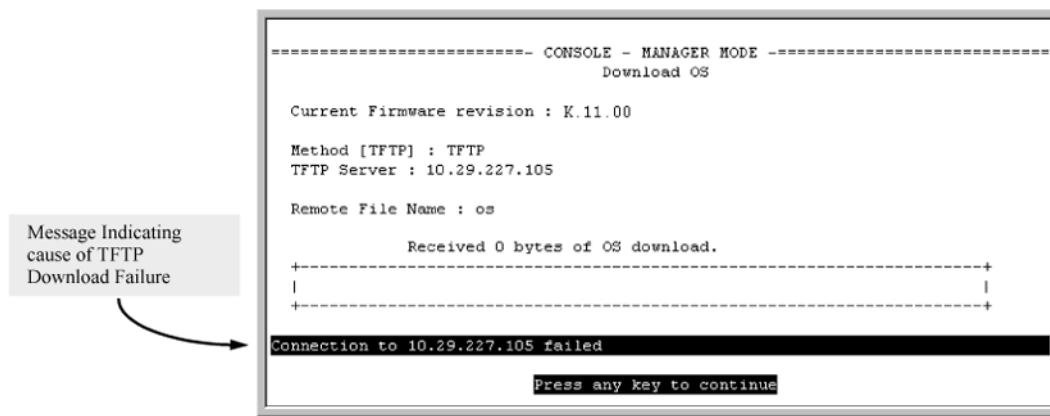 ==========================- CONSOLE - MANAGER MODE -============================
Download OS
Current Firmware revision : K.11.00
Method [TFTP] : TFTP
TFTP Server : 10.29.227.105
Remote File Name : os
Received 0 bytes of OS download.
Message Indicating
cause of TFTP
Download Failure
Connection to 10.29.227.105 failed
Press any key to continue